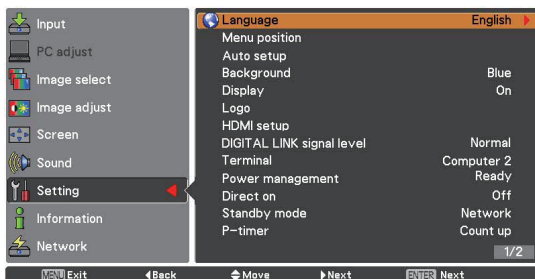 Input
PC adjust
Image select
Image adjust
Screen
Sound
Setting
Information
Network
Language English
Menu position
Auto setup
Background Blue
Display On
Logo
HDMI setup
DIGITAL LINK signal level Normal
Terminal Computer 2
Power management Ready
Direct on Off
Standby mode Network
P-timer Count up
1/2
MENU Exit Back Move Next ENTER Next